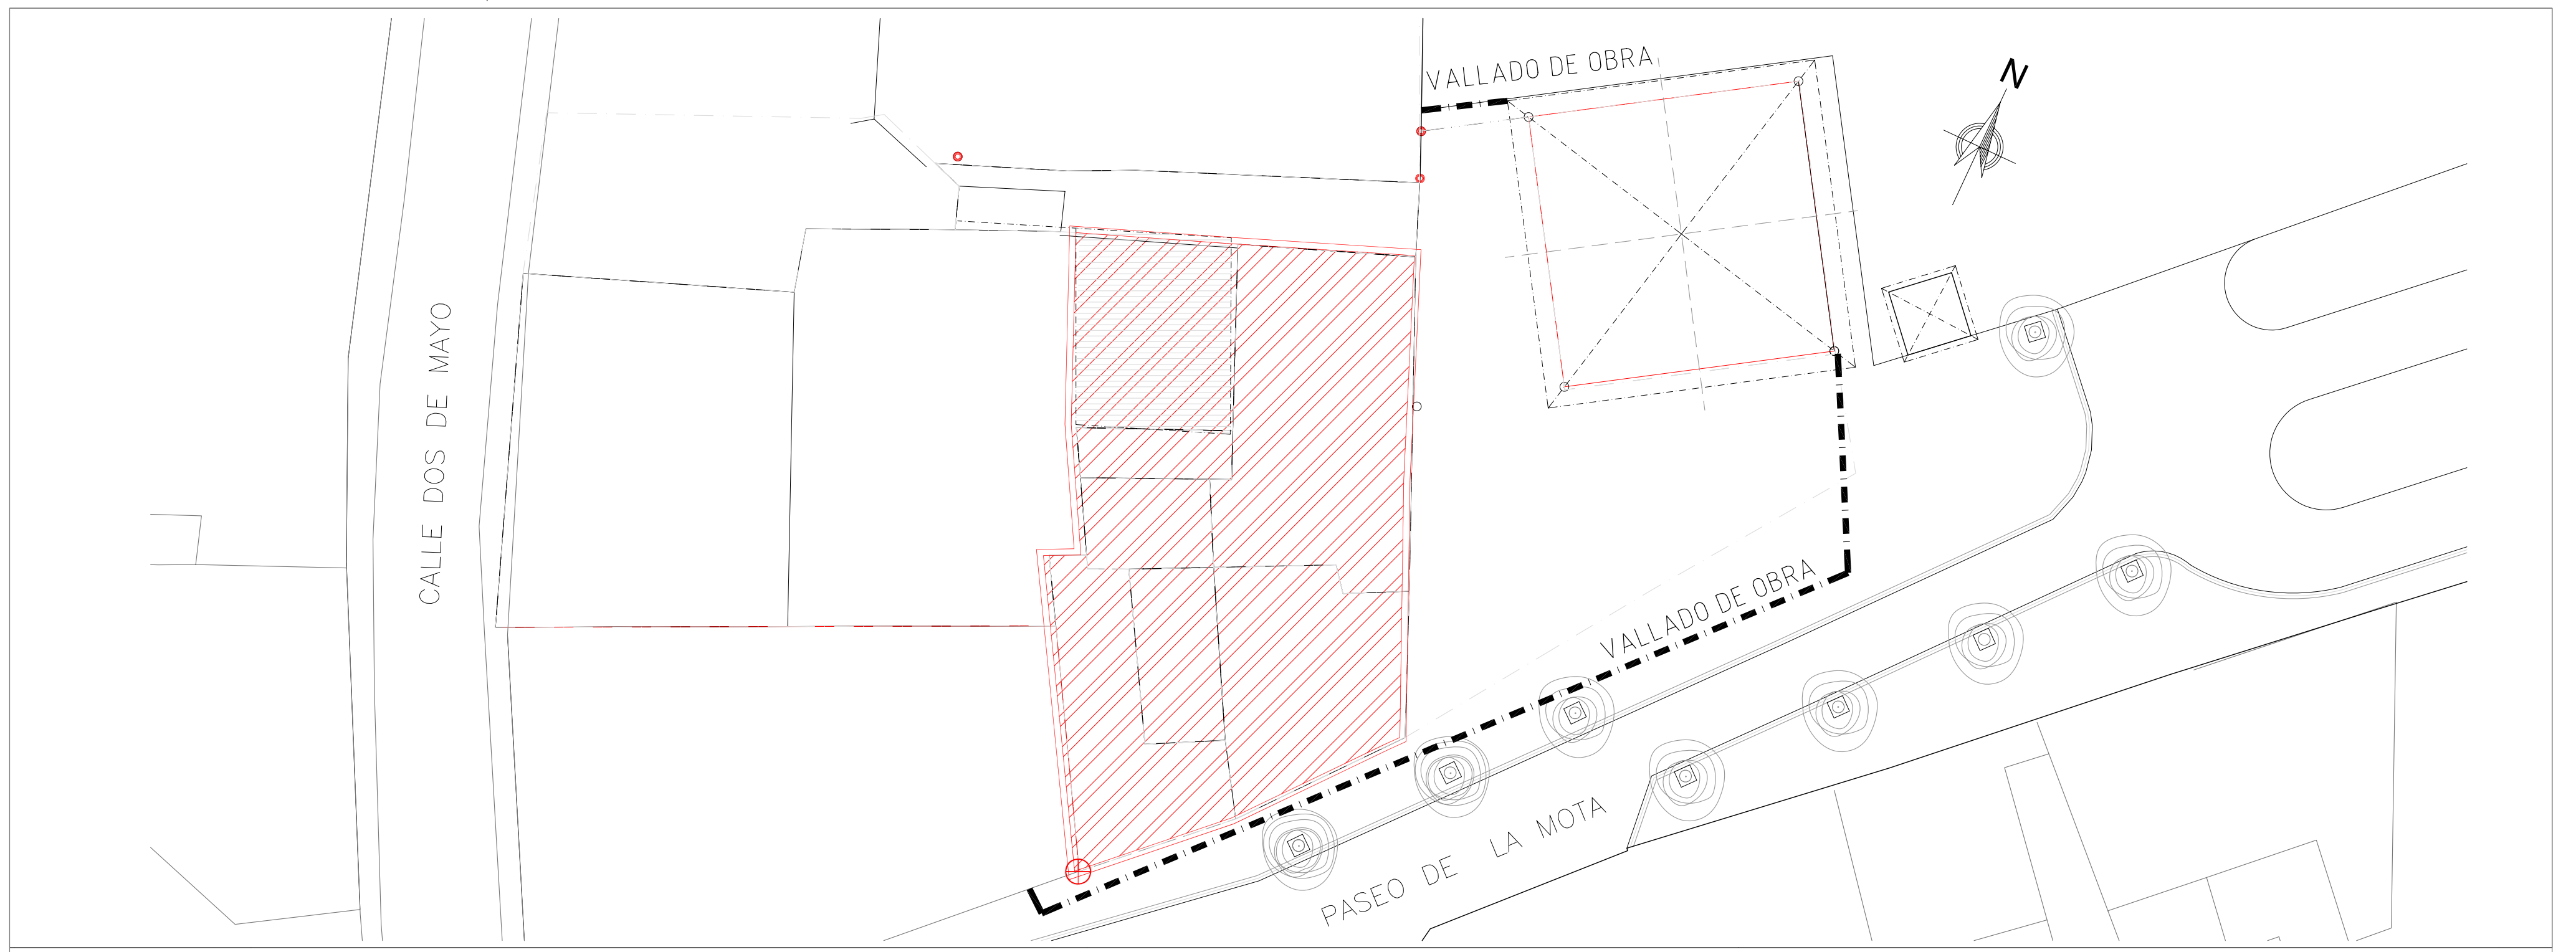 VALLADO DE OBRA
N
CALLE DOS DE MAYO
VALLADO DE OBRA
PASEO DE LA MOTA